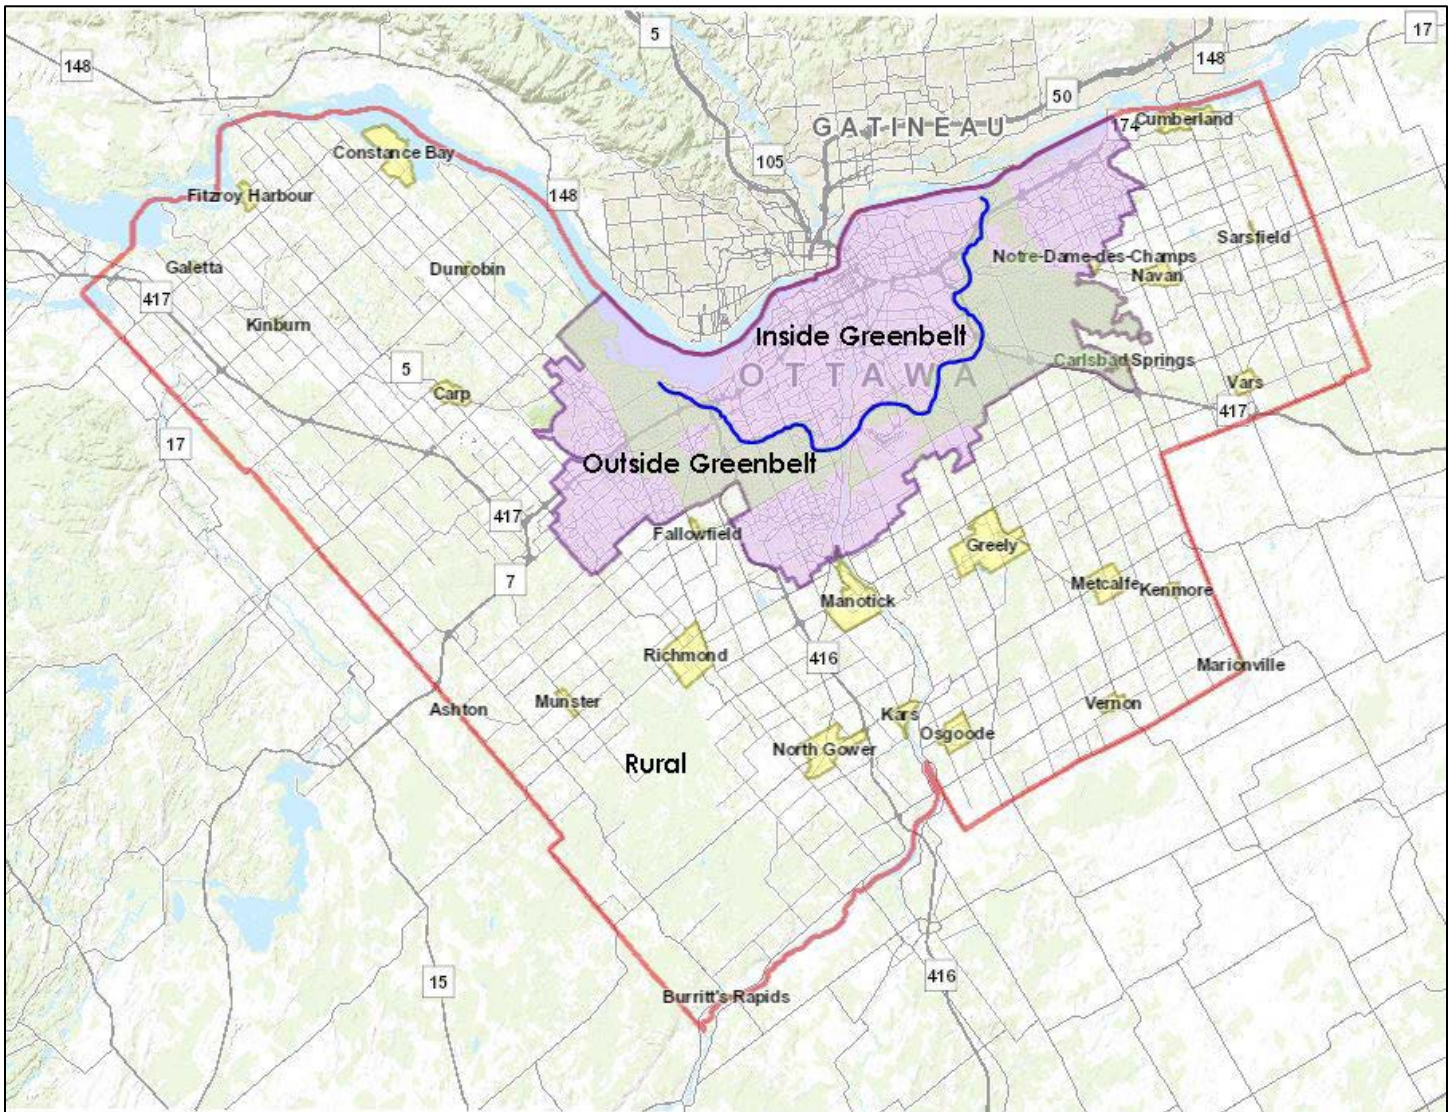 5
17
148
148
50
GATINEAU
174
Cumberland
105
Constance Bay
148
Fitzroy Harbour
Sarsfield
Notre-Dame-des-Champs
Navan
Galetta
Dunrobin
417
Kinburn
Inside Greenbelt
OTTAWA
Carlsbad Springs
5
Carp
Vars
417
17
Outside Greenbelt
417
Fallowfield
Greely
7
Metcalfe
Kenmore
Manotick
Richmond
416
Marionville
Ashton
Munster
Vernon
Kars
Osgoode
North Gower
Rural
15
416
Burritt's Rapids